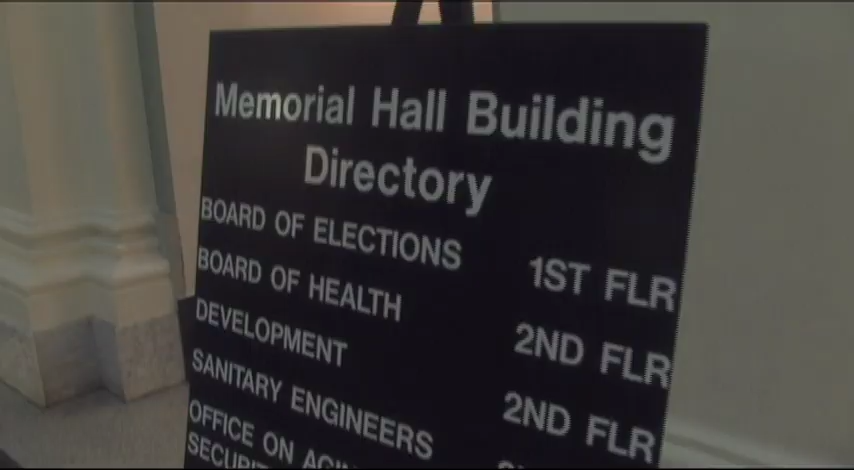 Memorial Hall Building
Directory
BOARD OF ELECTIONS 1ST FLR
BOARD OF HEALTH 2ND FLR
DEVELOPMENT 2ND FLR
SANITARY ENGINEERS
OFFICE ON